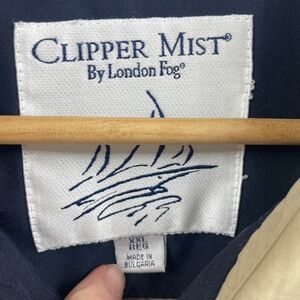 CLIPPER MIST®
By London Fog®
XXL
REG
MADE IN
BULGARIA